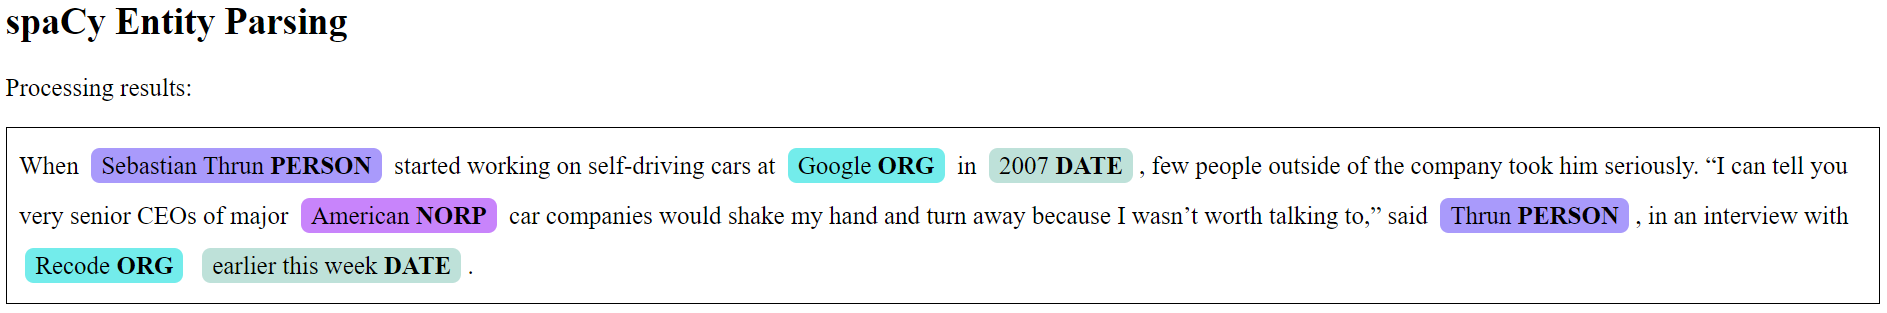 spaCy Entity Parsing
Processing results:
When Sebastian Thrun PERSON started working on self-driving cars at Google ORG in 2007 DATE , few people outside of the company took him seriously. “I can tell you
very senior CEOs of major American NORP car companies would shake my hand and turn away because I wasn’t worth talking to,” said Thrun PERSON , in an interview with
Recode ORG earlier this week DATE .